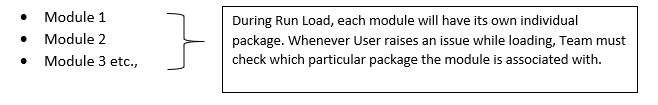 • Module 1
• Module 2
• Module 3 etc.,
During Run Load, each module will have its own individual
package. Whenever User raises an issue while loading, Team must
check which particular package the module is associated with.